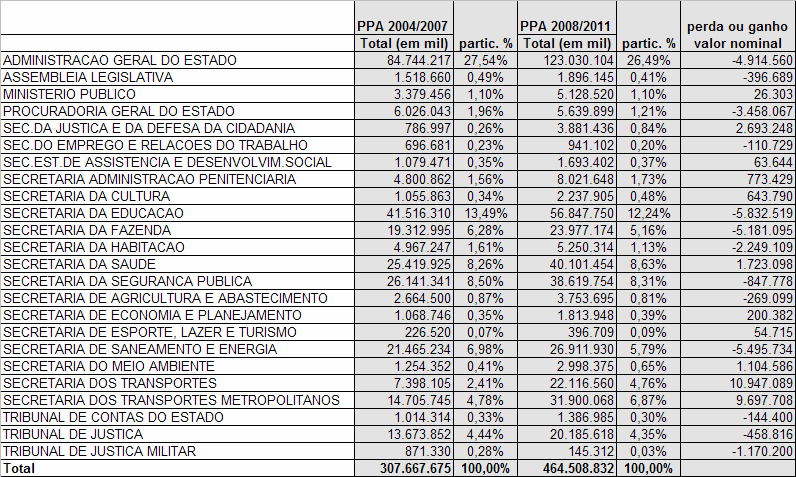 PPA 2004/2007 PPA 2008/2011 perda ou ganho
Total (em mil) partic. % Total (em mil) partic. % valor nominal
ADMINISTRACAO GERAL DO ESTADO 84.744.217 27,54% 123.030.104 26,49% -4.914.560
ASSEMBLEIA LEGISLATIVA 1.518.660 0,49% 1.896.145 0,41% -396.689
MINISTERIO PUBLICO 3.379.456 1,10% 5.128.520 1,10% 26.303
PROCURADORIA GERAL DO ESTADO 6.026.043 1,96% 5.639.899 1,21% -3.458.067
SEC.DA JUSTICA E DA DEFESA DA CIDADANIA 786.997 0,26% 3.881.436 0,84% 2.693.248
SEC.DO EMPREGO E RELACOES DO TRABALHO 696.681 0,23% 941.102 0,20% -110.729
SEC.EST.DE ASSISTENCIA E DESENVOLVIM.SOCIAL 1.079.471 0,35% 1.693.402 0,37% 63.644
SECRETARIA ADMINISTRACAO PENITENCIARIA 4.800.862 1,56% 8.021.648 1,73% 773.429
SECRETARIA DA CULTURA 1.055.863 0,34% 2.237.905 0,48% 643.790
SECRETARIA DA EDUCACAO 41.516.310 13,49% 56.847.750 12,24% -5.832.519
SECRETARIA DA FAZENDA 19.312.995 6,28% 23.977.174 5,16% -5.181.095
SECRETARIA DA HABITACAO 4.967.247 1,61% 5.250.314 1,13% -2.249.109
SECRETARIA DA SAUDE 25.419.925 8,26% 40.101.454 8,63% 1.723.098
SECRETARIA DA SEGURANCA PUBLICA 26.141.341 8,50% 38.619.754 8,31% -847.778
SECRETARIA DE AGRICULTURA E ABASTECIMENTO 2.664.500 0,87% 3.753.695 0,81% -269.099
SECRETARIA DE ECONOMIA E PLANEJAMENTO 1.068.746 0,35% 1.813.948 0,39% 200.382
SECRETARIA DE ESPORTE, LAZER E TURISMO 226.520 0,07% 396.709 0,09% 54.715
SECRETARIA DE SANEAMENTO E ENERGIA 21.465.234 6,98% 26.911.930 5,79% -5.495.734
SECRETARIA DO MEIO AMBIENTE 1.254.352 0,41% 2.998.375 0,65% 1.104.586
SECRETARIA DOS TRANSPORTES 7.398.105 2,41% 22.116.560 4,76% 10.947.089
SECRETARIA DOS TRANSPORTES METROPOLITANOS 14.705.745 4,78% 31.900.068 6,87% 9.697.708
TRIBUNAL DE CONTAS DO ESTADO 1.014.314 0,33% 1.386.985 0,30% -144.400
TRIBUNAL DE JUSTICA 13.673.852 4,44% 20.185.618 4,35% -458.816
TRIBUNAL DE JUSTICA MILITAR 871.330 0,28% 145.312 0,03% -1.170.200
Total 307.667.675 100,00% 464.508.832 100,00%